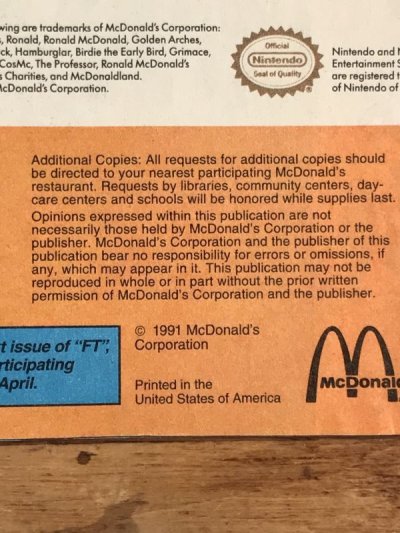 wing are trademarks of McDonald's Corporation:
s, Ronald, Ronald McDonald, Golden Arches,
ck, Hamburglar, Birdie the Early Bird, Grimace,
CosMc, The Professor, Ronald McDonald's
s Charities, and McDonaldland.
McDonald's Corporation.
Official
Nintendo
Seal of Quality
Nintendo and N
Entertainment S
are registered t
of Nintendo of
Additional Copies: All requests for additional copies should
be directed to your nearest participating McDonald's
restaurant. Requests by libraries, community centers, day-
care centers and schools will be honored while supplies last.
Opinions expressed within this publication are not
necessarily those held by McDonald's Corporation or the
publisher. McDonald's Corporation and the publisher of this
publication bear no responsibility for errors or omissions, if
any, which may appear in it. This publication may not be
reproduced in whole or in part without the prior written
permission of McDonald's Corporation and the publisher.
t issue of "FT",
rticipating
April.
© 1991 McDonald's
Corporation
Printed in the
United States of America
McDonal